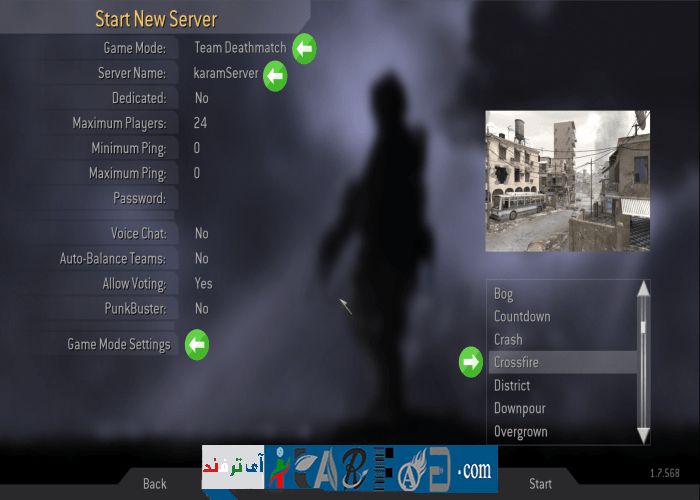 Start New Server
Game Mode: Team Deathmatch
Server Name: karamServer
Dedicated: No
Maximum Players: 24
Minimum Ping: 0
Maximum Ping: 0
Password:
Voice Chat: No
Auto-Balance Teams: No
Allow Voting: Yes
PunkBuster: No
Game Mode Settings
Bog
Countdown
Crash
Crossfire
District
Downpour
Overgrown
آی ترفند
.com
1.7.568
Back
Start